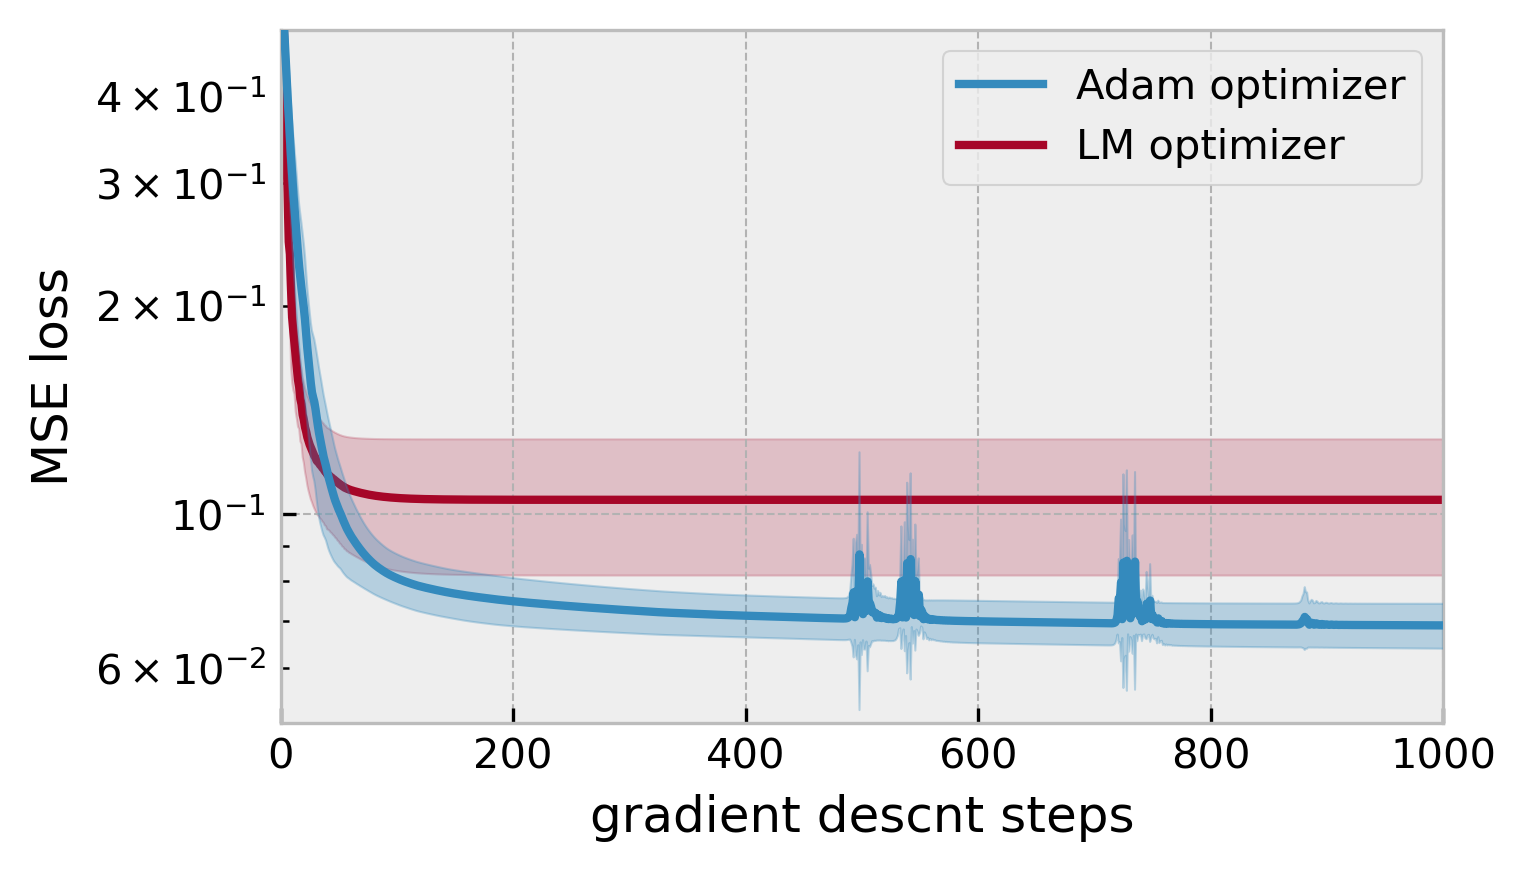 Adam optimizer
LM optimizer
MSE loss
4 × 10⁻¹
3 × 10⁻¹
2 × 10⁻¹
10⁻¹
6 × 10⁻²
0 200 400 600 800 1000
gradient descnt steps